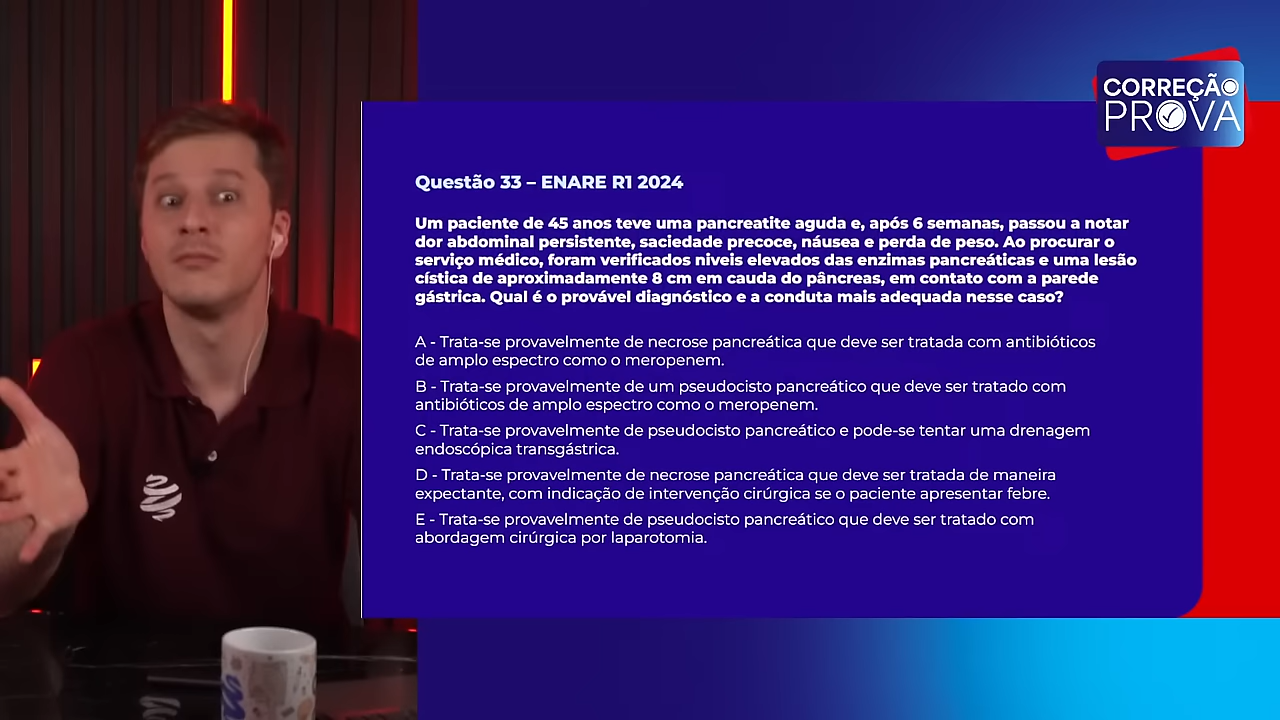 CORREÇÃO
PROVA
Questão 33 – ENARE R1 2024
Um paciente de 45 anos teve uma pancreatite aguda e, após 6 semanas, passou a notar
dor abdominal persistente, saciedade precoce, náusea e perda de peso. Ao procurar o
serviço médico, foram verificados níveis elevados das enzimas pancreáticas e uma lesão
cística de aproximadamente 8 cm em cauda do pâncreas, em contato com a parede
gástrica. Qual é o provável diagnóstico e a conduta mais adequada nesse caso?
A - Trata-se provavelmente de necrose pancreática que deve ser tratada com antibióticos
de amplo espectro como o meropenem.
B - Trata-se provavelmente de um pseudocisto pancreático que deve ser tratado com
antibióticos de amplo espectro como o meropenem.
C - Trata-se provavelmente de pseudocisto pancreático e pode-se tentar uma drenagem
endoscópica transgástrica.
D - Trata-se provavelmente de necrose pancreática que deve ser tratada de maneira
expectante, com indicação de intervenção cirúrgica se o paciente apresentar febre.
E - Trata-se provavelmente de pseudocisto pancreático que deve ser tratado com
abordagem cirúrgica por laparotomia.